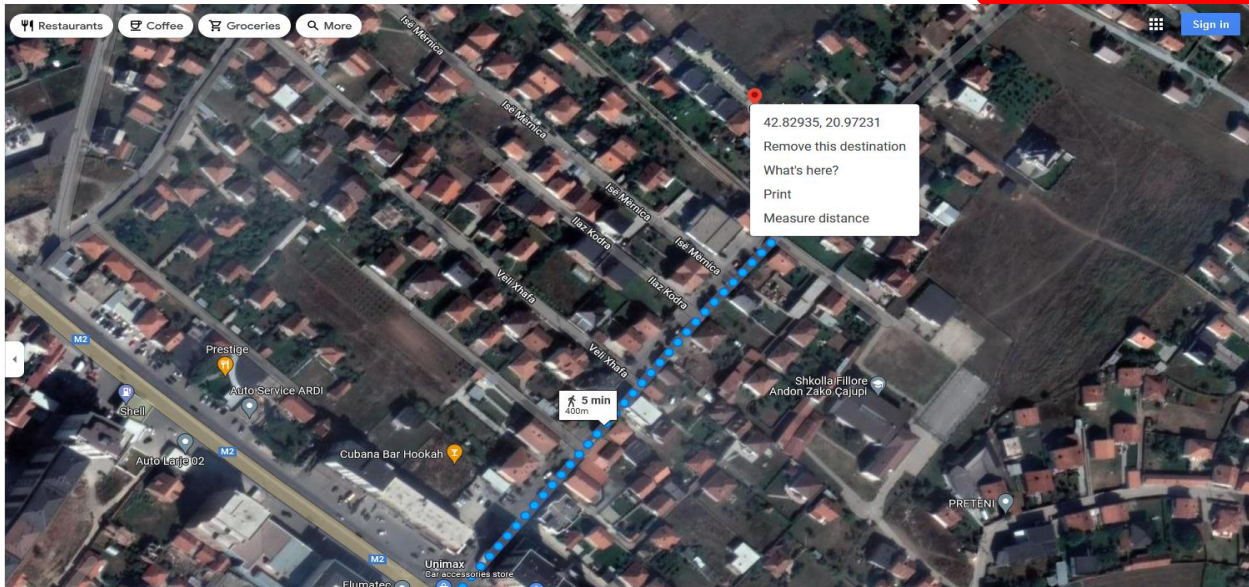 Restaurants
Coffee
Groceries
More
Sign in
Isë Mërnica
Isë Mërnica
42.82935, 20.97231
Remove this destination
What's here?
Print
Measure distance
Isë Mërnica
Ilaz Kodra
Isë Mërnica
Veli Xhafa
Ilaz Kodra
M2
Prestige
Veli Xhafa
Auto Service ARDI
Shkolla Fillore
Andon Zako Çajupi
5 min
400m
Shell
M2
Cubana Bar Hookah
Auto Larje 02
PRETENI
M2
Unimax
Car accessories store
Elumatec